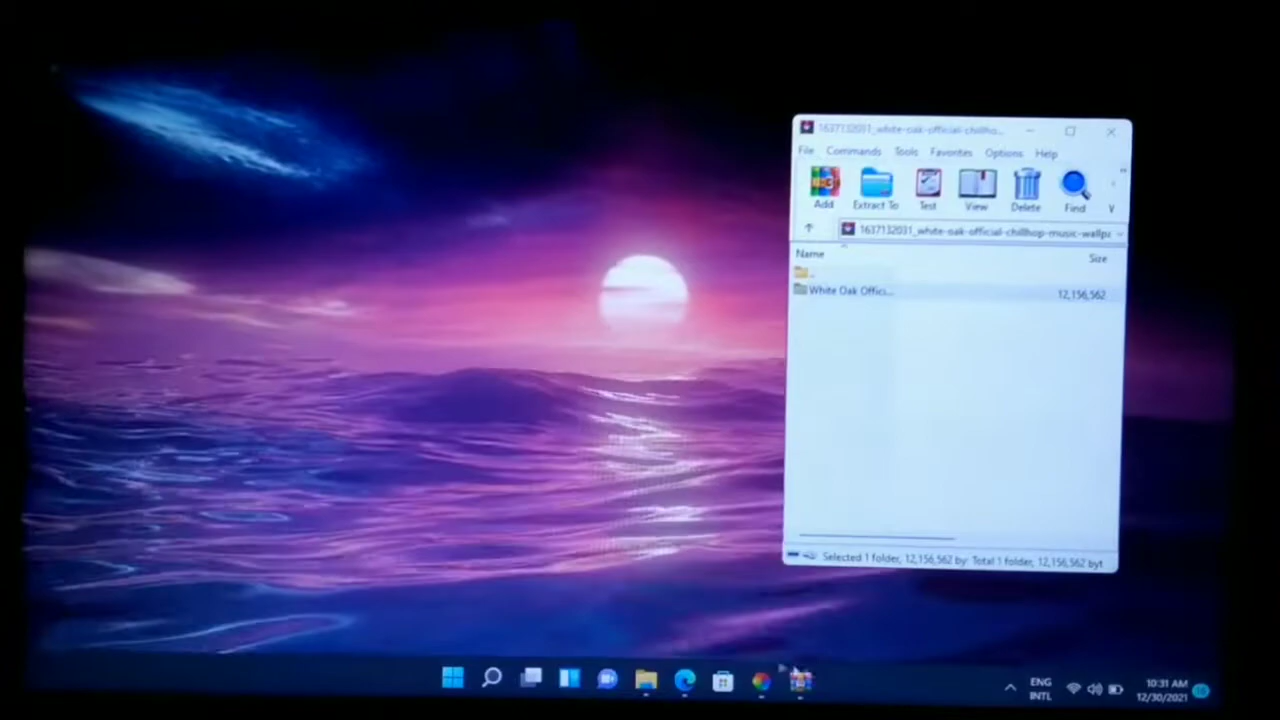 1637132031_white-oak-official-chillho...
File Commands Tools Favorites Options Help
Add Extract To Test View Delete Find V
1637132031_white-oak-official-chillhop-music-wallpa
Name Size
..
White Oak Offici... 12,156,562
Selected 1 folder, 12,156,562 by Total 1 folder, 12,156,562 byt
ENG 10:31 AM
INTL 12/30/2021